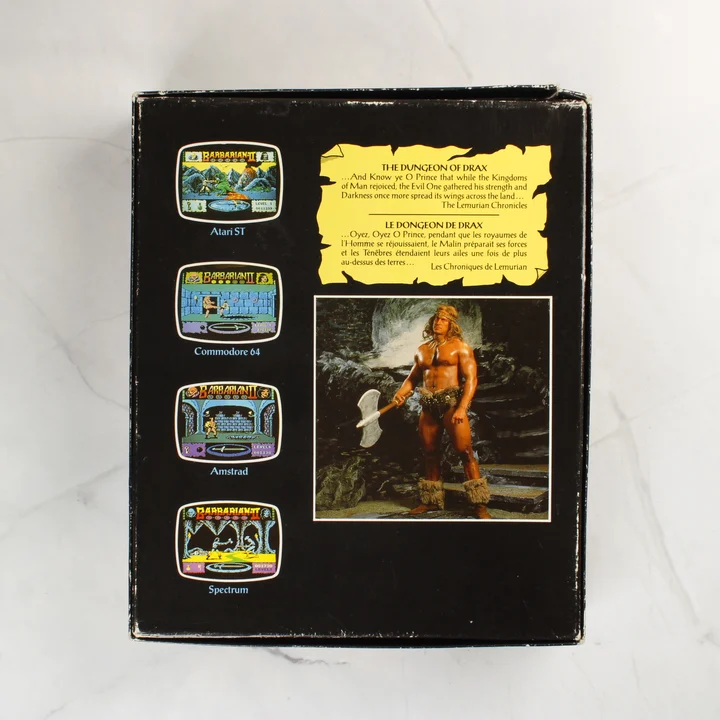 BARBARIAN II
Atari ST
BARBARIAN II
Commodore 64
BARBARIAN II
Amstrad
BARBARIAN II
Spectrum
THE DUNGEON OF DRAX
...And Know ye O Prince that while the Kingdoms
of Man rejoiced, the Evil One gathered his strength and
Darkness once more spread its wings across the land...
The Lemurian Chronicles
LE DONGEON DE DRAX
...Oyez, Oyez O Prince, pendant que les royaumes de
l'Homme se réjouissaient, le Malin préparait ses forces
et les Ténèbres étendaient leurs ailes une fois de plus
au-dessus des terres...
Les Chroniques de Lemurian